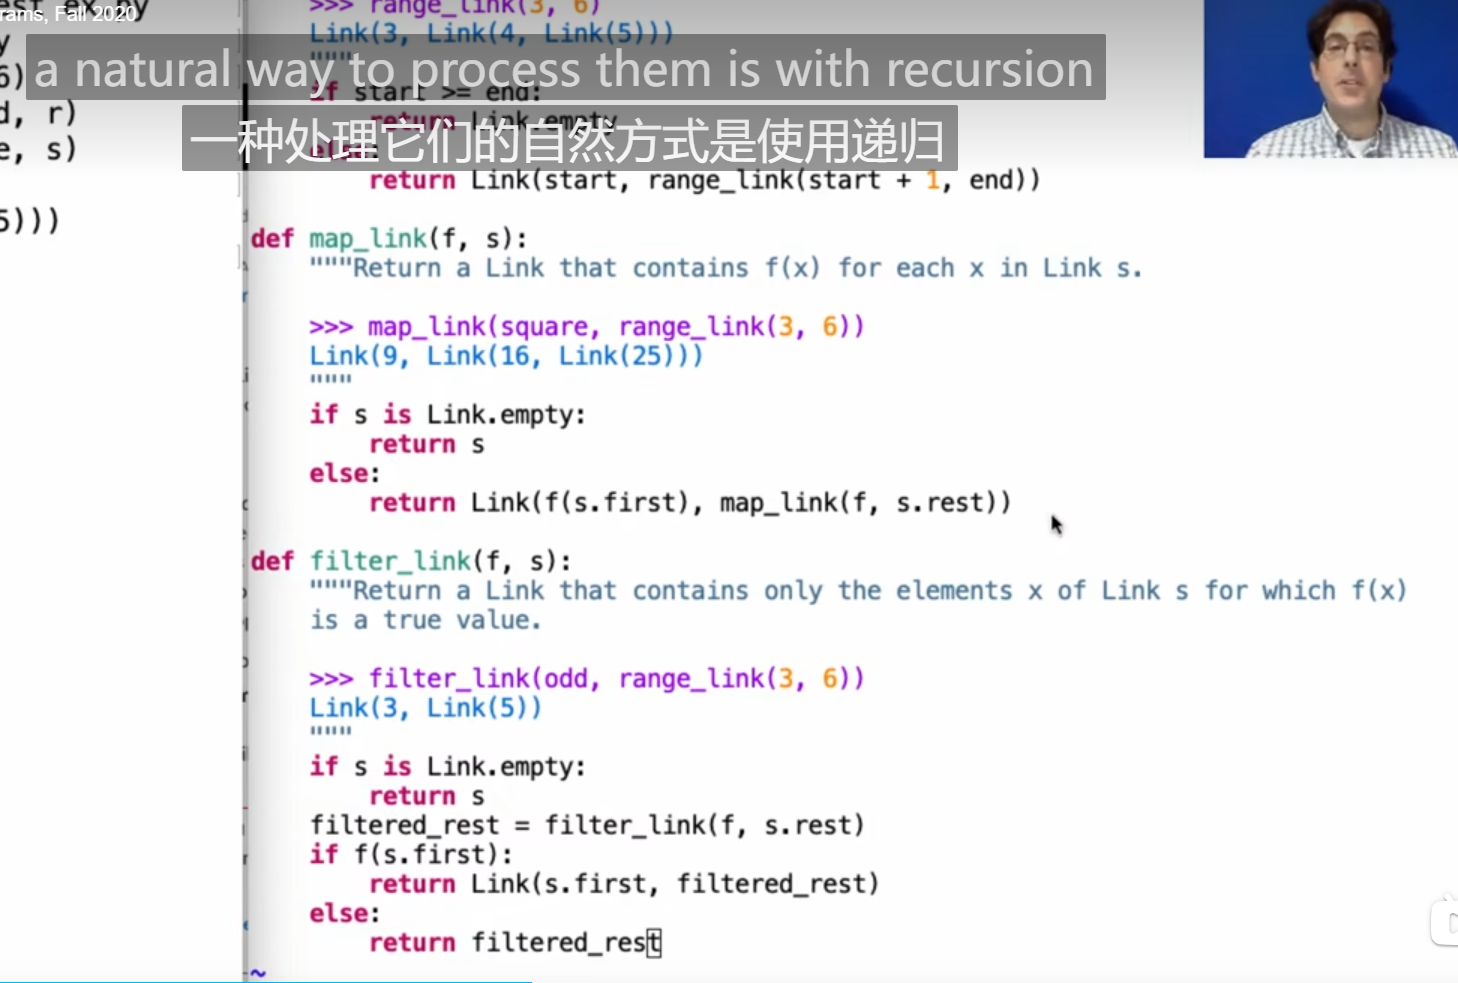 rams, Fall 2020
>>> range_link(3, 6)
Link(3, Link(4, Link(5)))
a natural way to process them is with recursion
if start >= end:
return Link.empty
一种处理它们的自然方式是使用递归
else:
6)
d, r)
e, s)
5)))
return Link(start, range_link(start + 1, end))
def map_link(f, s):
"""Return a Link that contains f(x) for each x in Link s.
>>> map_link(square, range_link(3, 6))
Link(9, Link(16, Link(25)))
"""
if s is Link.empty:
return s
else:
return Link(f(s.first), map_link(f, s.rest))
def filter_link(f, s):
"""Return a Link that contains only the elements x of Link s for which f(x)
is a true value.
>>> filter_link(odd, range_link(3, 6))
Link(3, Link(5))
"""
if s is Link.empty:
return s
filtered_rest = filter_link(f, s.rest)
if f(s.first):
return Link(s.first, filtered_rest)
else:
return filtered_rest
~